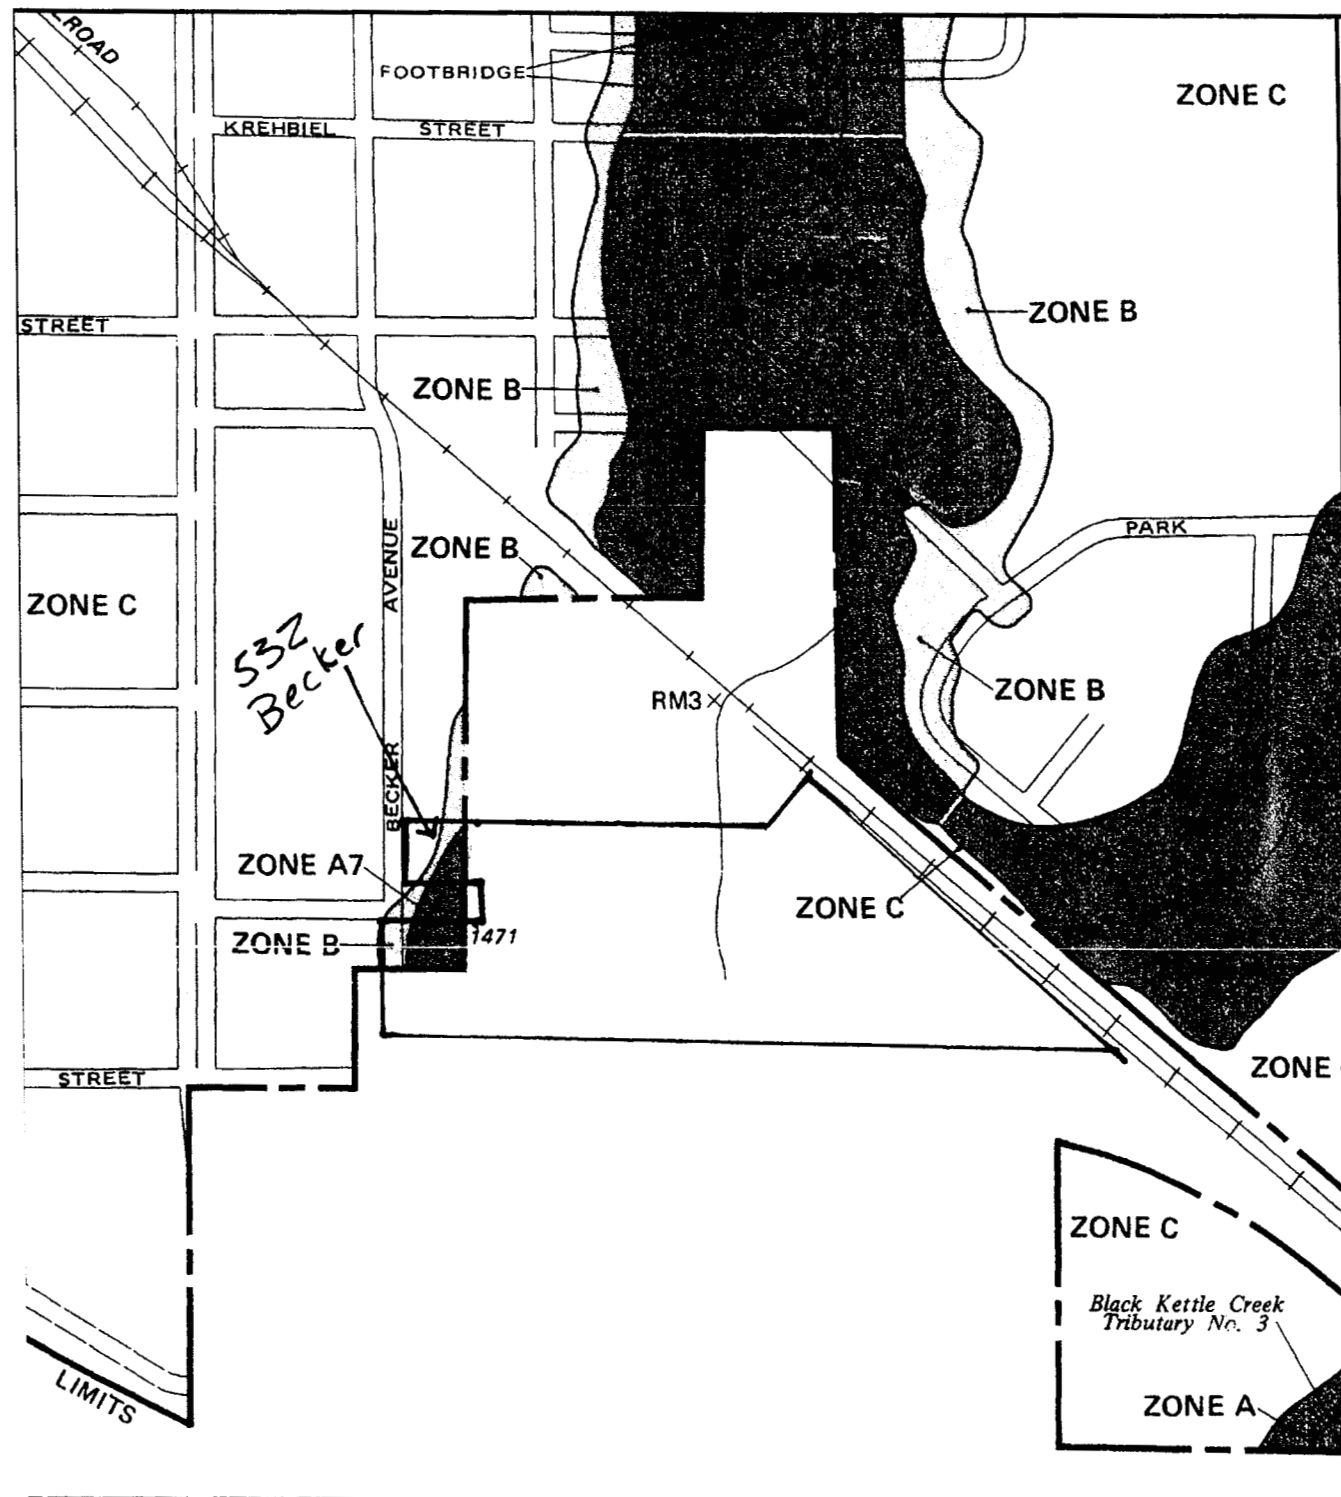 ROAD
FOOTBRIDGE
ZONE C
KREHBIEL STREET
ZONE B
STREET
ZONE B
PARK
AVENUE
ZONE B
ZONE C
532
Becker
RM3
ZONE B
BECKER
ZONE A7
ZONE C
ZONE B
1471
ZONE
STREET
ZONE C
Black Kettle Creek
Tributary No. 3
LIMITS
ZONE A